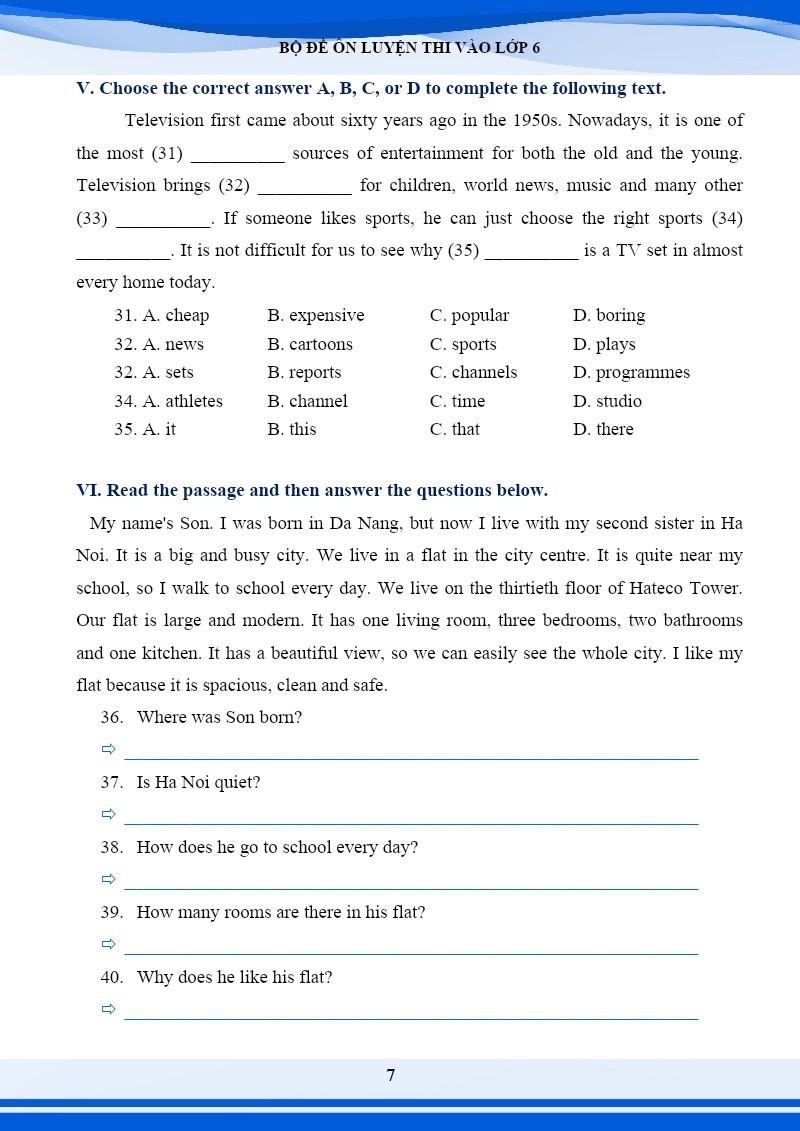 BỘ ĐỀ ÔN LUYỆN THI VÀO LỚP 6
V. Choose the correct answer A, B, C, or D to complete the following text.
Television first came about sixty years ago in the 1950s. Nowadays, it is one of
the most (31) __________ sources of entertainment for both the old and the young.
Television brings (32) __________ for children, world news, music and many other
(33) __________. If someone likes sports, he can just choose the right sports (34)
__________. It is not difficult for us to see why (35) __________ is a TV set in almost
every home today.
31. A. cheap B. expensive C. popular D. boring
32. A. news B. cartoons C. sports D. plays
32. A. sets B. reports C. channels D. programmes
34. A. athletes B. channel C. time D. studio
35. A. it B. this C. that D. there
VI. Read the passage and then answer the questions below.
My name's Son. I was born in Da Nang, but now I live with my second sister in Ha
Noi. It is a big and busy city. We live in a flat in the city centre. It is quite near my
school, so I walk to school every day. We live on the thirtieth floor of Hateco Tower.
Our flat is large and modern. It has one living room, three bedrooms, two bathrooms
and one kitchen. It has a beautiful view, so we can easily see the whole city. I like my
flat because it is spacious, clean and safe.
36. Where was Son born?
⇨ __________
37. Is Ha Noi quiet?
⇨ __________
38. How does he go to school every day?
⇨ __________
39. How many rooms are there in his flat?
⇨ __________
40. Why does he like his flat?
⇨ __________
7